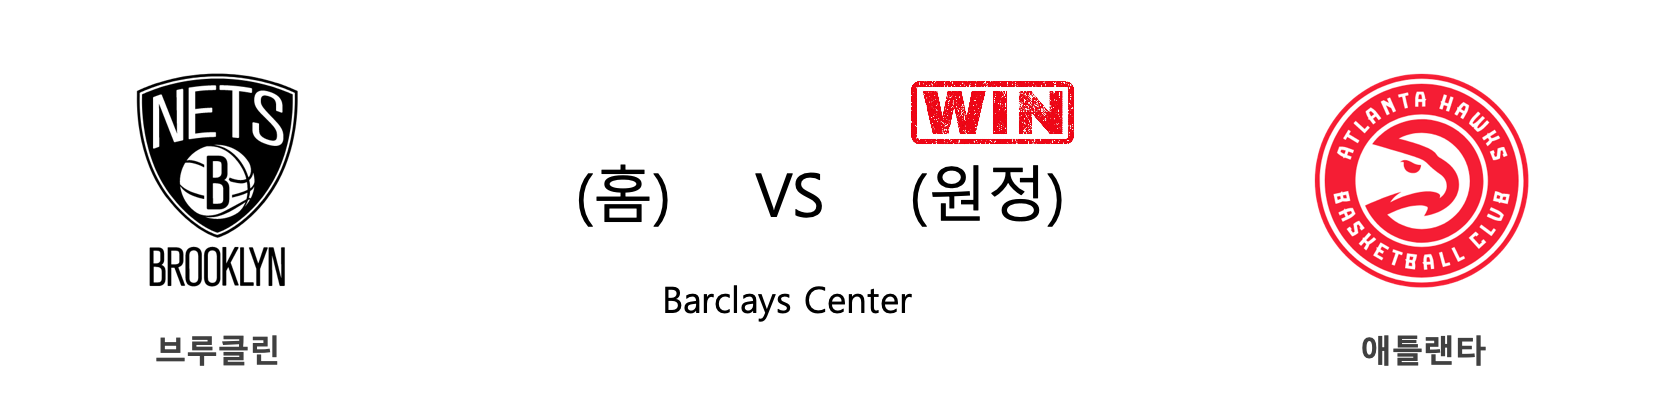 NETS
B
BROOKLYN
브루클린
WIN
(홈) VS (원정)
Barclays Center
ATLANTA HAWKS
BASKETBALL CLUB
애틀랜타